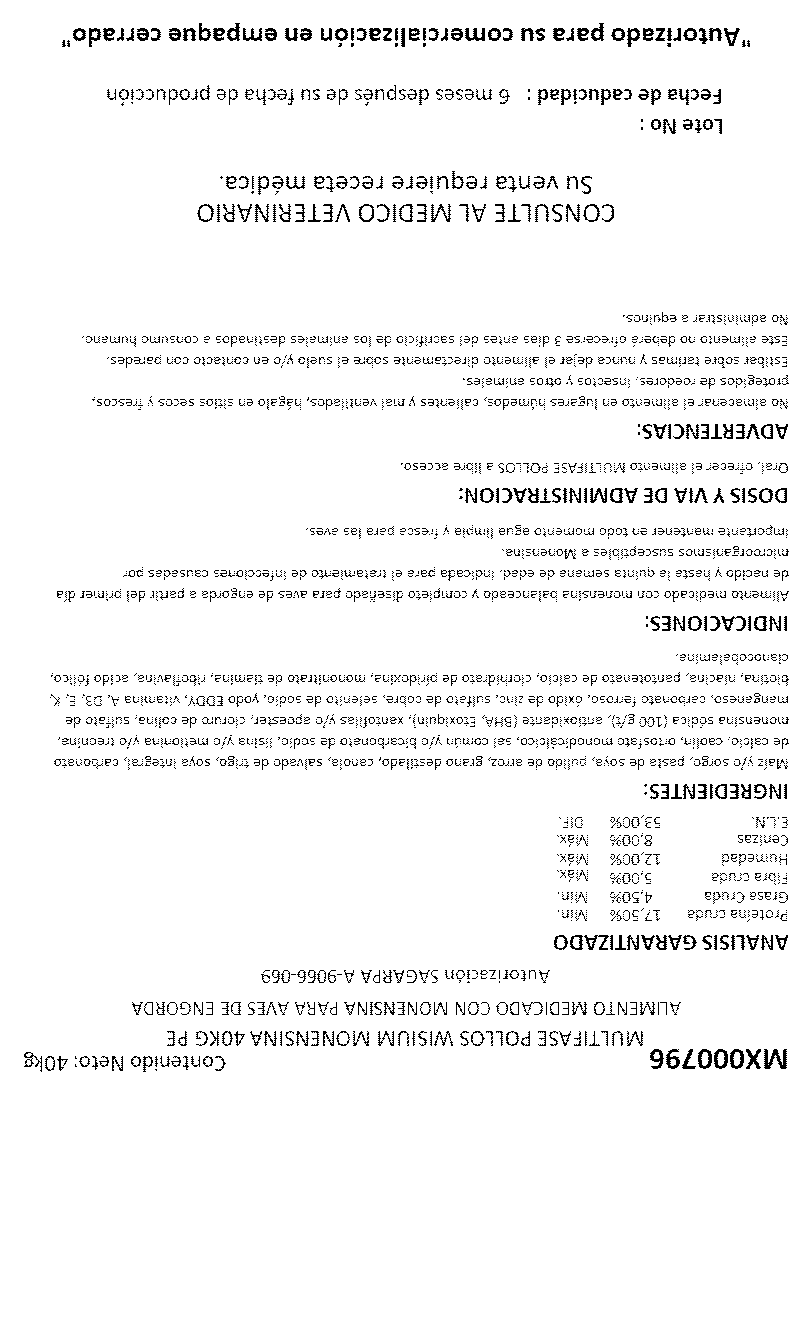 MX000796
Contenido Neto: 40kg
MULTIFASE POLLOS WISIUM MONENSINA 40KG PE
ALIMENTO MEDICADO CON MONENSINA PARA AVES DE ENGORDA
Autorización SAGARPA A-9066-069
ANALISIS GARANTIZADO
Proteína cruda 17,50% Mín.
Grasa Cruda 4,50% Mín.
Fibra cruda 5,00% Máx.
Humedad 12,00% Máx.
Cenizas 8,00% Máx.
E.L.N. 53,00% DIF.
INGREDIENTES:
Maíz y/o sorgo, pasta de soya, pulido de arroz, grano destilado, canola, salvado de trigo, soya integral, carbonato
de calcio, caolín, ortosfato monodicálcico, sal común y/o bicarbonato de sodio, lisina y/o metionina y/o treonina,
monensina sódica (100 g/t), antioxidante (BHA, Etoxiquin), xantofilas y/o apoester, cloruro de colina, sulfato de
manganeso, carbonato ferroso, óxido de zinc, sulfato de cobre, selenito de sodio, yodo EDDY, vitamina A, D3, E, K,
biotina, niacina, pantotenato de calcio, clorhidrato de piridoxina, mononitrato de tiamina, riboflavina, acido fólico,
cianocobalamina.
INDICACIONES:
Alimento medicado con monensina balanceado y completo diseñado para aves de engorda a partir del primer día
de nacido y hasta la quinta semana de edad. Indicada para el tratamiento de infecciones causadas por
microorganismos susceptibles a Monensina.
Importante mantener en todo momento agua limpia y fresca para las aves.
DOSIS Y VIA DE ADMINISTRACION:
Oral, ofrecer el alimento MULTIFASE POLLOS a libre acceso.
ADVERTENCIAS:
No almacenar el alimento en lugares húmedos, calientes y mal ventilados, hágalo en sitios secos y frescos,
protegidos de roedores, insectos y otros animales.
Estibar sobre tarimas y nunca dejar el alimento directamente sobre el suelo y/o en contacto con paredes.
Este alimento no deberá ofrecerse 3 días antes del sacrificio de los animales destinados a consumo humano.
No administrar a equinos.
CONSULTE AL MEDICO VETERINARIO
Su venta requiere receta médica.
Lote No :
Fecha de caducidad : 6 meses después de su fecha de producción
"Autorizado para su comercialización en empaque cerrado"